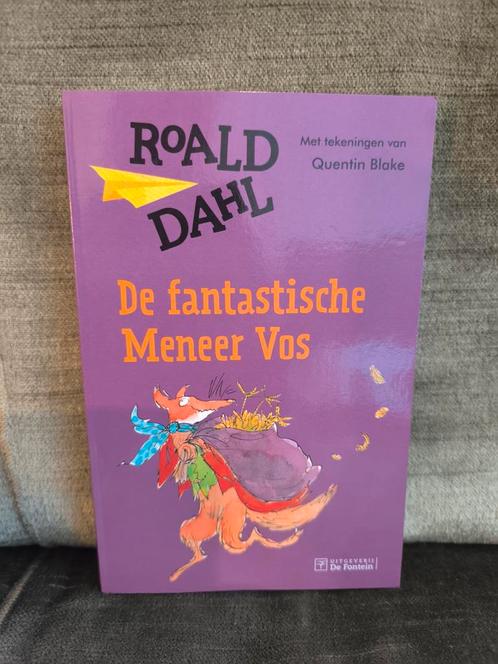 ROALD
DAHL
Met tekeningen van
Quentin Blake
De fantastische
Meneer Vos
UITGEVERIJ
De Fontein